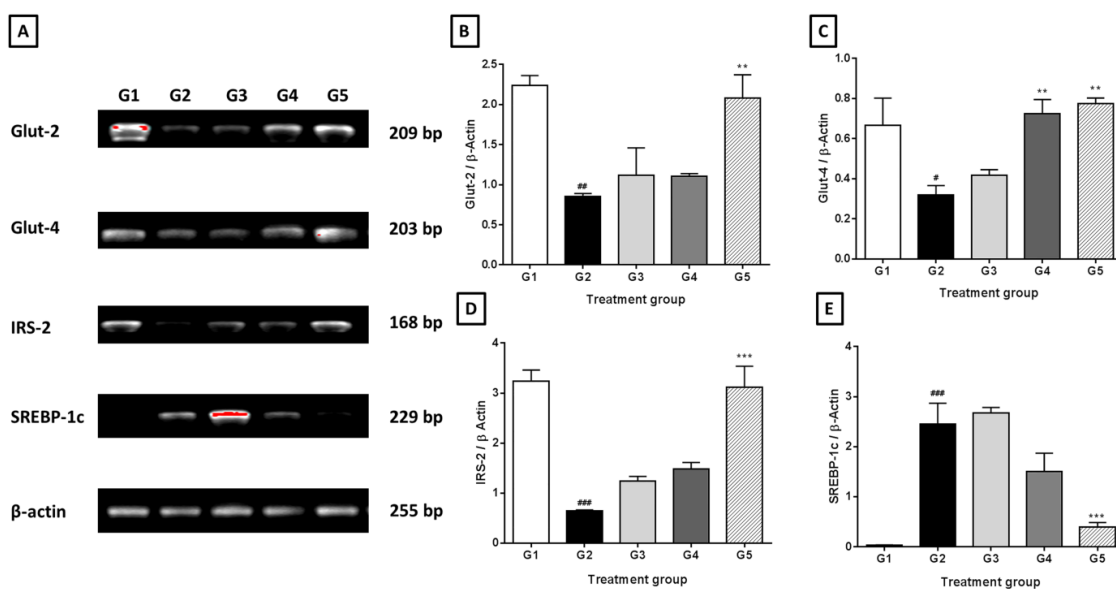 A
G1 G2 G3 G4 G5
Glut-2 209 bp
Glut-4 203 bp
IRS-2 168 bp
SREBP-1c 229 bp
β-actin 255 bp
B
Glut-2 / β-Actin
2.5
2.0
1.5
1.0
0.5
0.0
##
**
G1 G2 G3 G4 G5
Treatment group
C
Glut-4 / β-Actin
1.0
0.8
0.6
0.4
0.2
0.0
#
**
**
G1 G2 G3 G4 G5
Treatment group
D
IRS-2 / β Actin
4
3
2
1
0
###
***
G1 G2 G3 G4 G5
Treatment group
E
SREBP-1c / β-Actin
4
3
2
1
0
###
***
G1 G2 G3 G4 G5
Treatment group